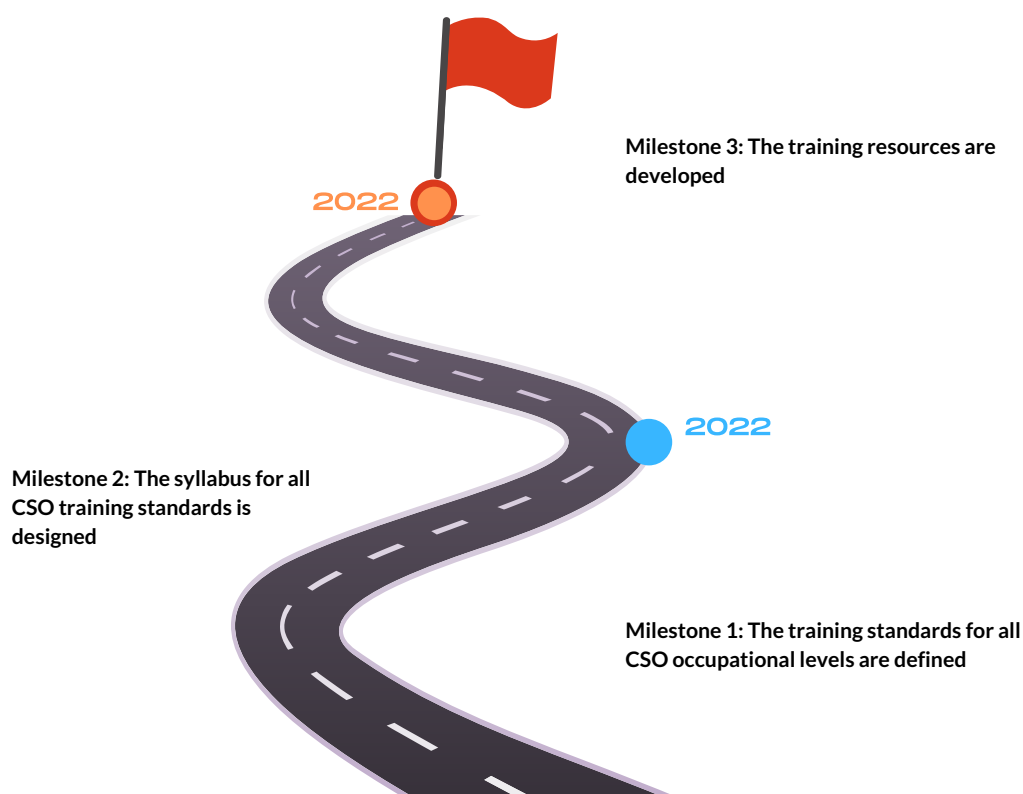 Milestone 3: The training resources are
developed
2022
2022
Milestone 2: The syllabus for all
CSO training standards is
designed
Milestone 1: The training standards for all
CSO occupational levels are defined